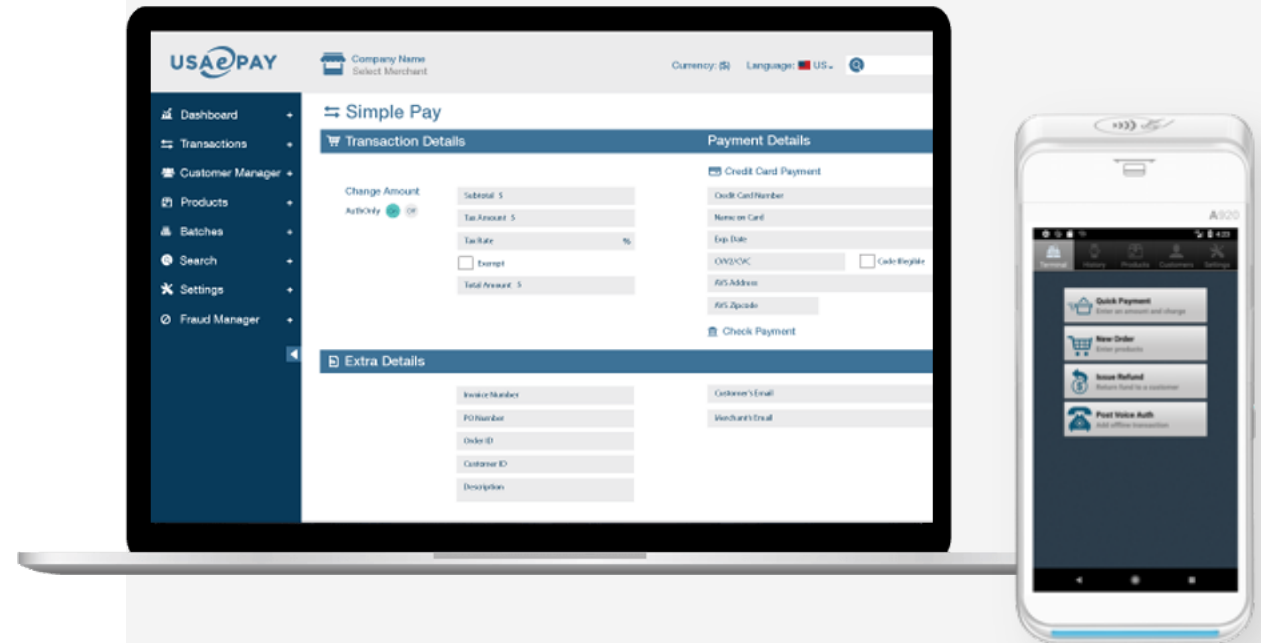 USAePAY
Company Name
Select Merchant
Currency: ($) Language: US
Dashboard +
Transactions +
Customer Manager +
Products +
Batches +
Search +
Settings +
Fraud Manager +
Simple Pay
Transaction Details
Change Amount
AuthOnly On Off
Subtotal $
Tax Amount $
Tax Rate %
Exempt
Total Amount $
Payment Details
Credit Card Payment
Credit Card Number
Name on Card
Exp. Date
CVV2/CVC
Code Illegible
AVS Address
AVS Zipcode
Check Payment
Extra Details
Invoice Number
PO Number
Order ID
Customer ID
Description
Customer's Email
Merchant's Email
A920
4:23
Terminal History Products Customers Settings
Quick Payment
Enter an amount and charge
New Order
Enter products
Issue Refund
Return fund to a customer
Post Voice Auth
Add offline transaction